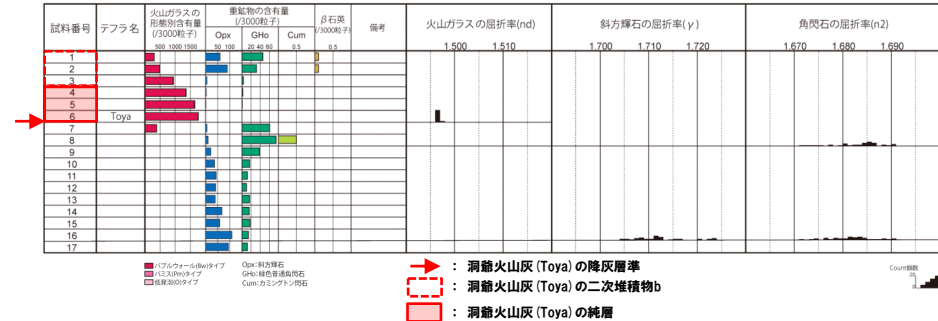 試料番号 テフラ名 火山ガラスの形態別含有量(/3000粒子) 重鉱物の含有量(/3000粒子) β石英(/3000粒子) 備考 火山ガラスの屈折率(nd) 斜方輝石の屈折率(γ) 角閃石の屈折率(n2)
Opx GHo Cum
500 1000 1500 50 100 20 40 60 0.5 0.5 1.500 1.510 1.700 1.710 1.720 1.670 1.680 1.690
1
2
3
4
5
6 Toya
7
8
9
10
11
12
13
14
15
16
17
バブルウォール(Bw)タイプ Opx:斜方輝石
パミス(Pm)タイプ GHo:緑色普通角閃石
低発泡(O)タイプ Cum:カミングトン閃石
: 洞爺火山灰(Toya)の降灰層準
: 洞爺火山灰(Toya)の二次堆積物b
: 洞爺火山灰(Toya)の純層
Count個数
20